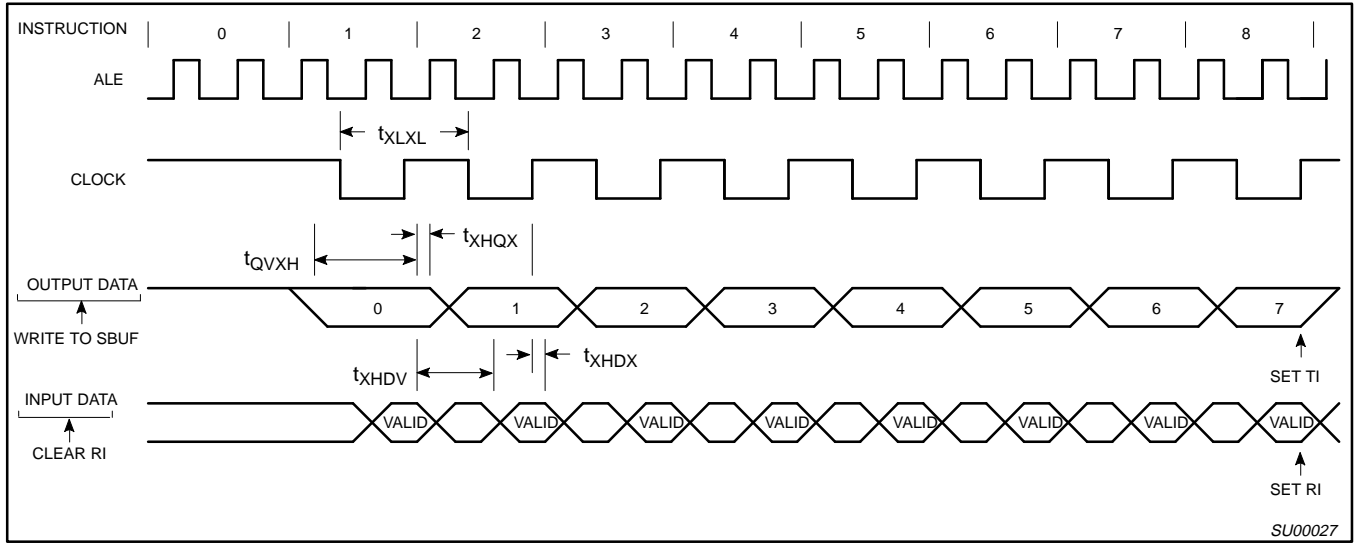 INSTRUCTION 0 1 2 3 4 5 6 7 8
ALE
tXLXL
CLOCK
tXHQX
tQVXH
OUTPUT DATA
0 1 2 3 4 5 6 7
WRITE TO SBUF
tXHDX
tXHDV
SET TI
INPUT DATA
VALID VALID VALID VALID VALID VALID VALID VALID
CLEAR RI
SET RI
SU00027